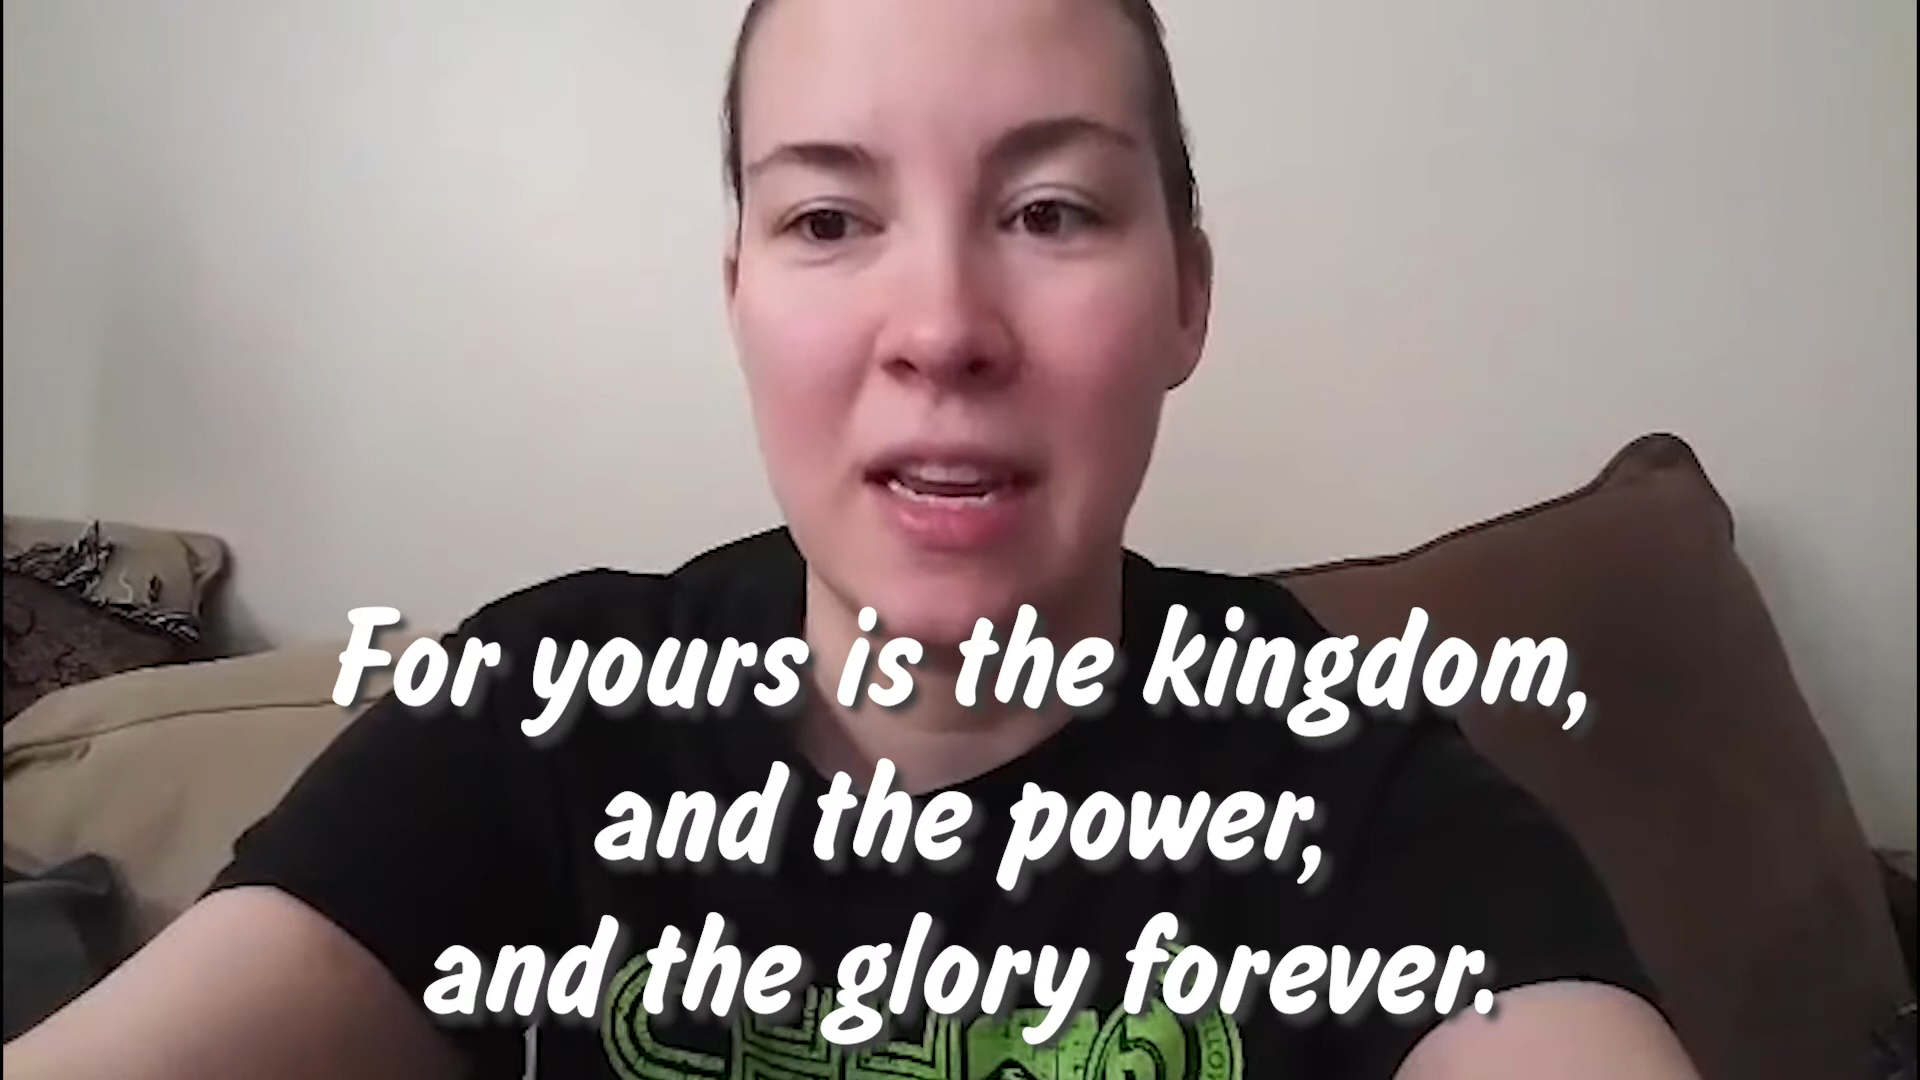 For yours is the kingdom,
and the power,
and the glory forever.